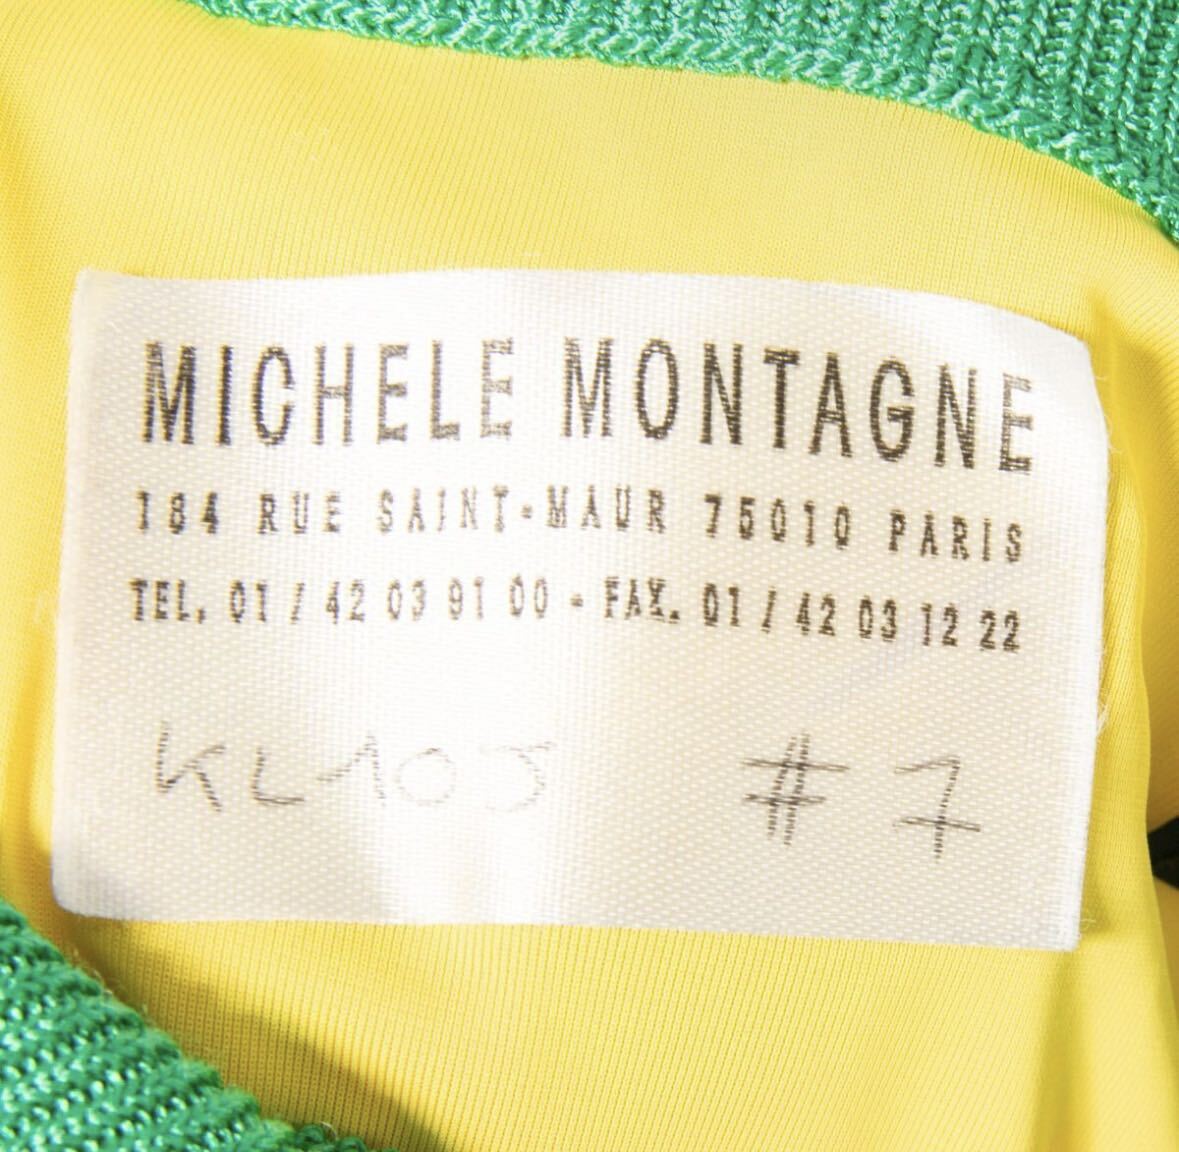 MICHELE MONTAGNE
184 RUE SAINT-MAUR 75010 PARIS
TEL. 01 / 42 03 91 00 - FAX. 01 / 42 03 12 22
KL105 #7